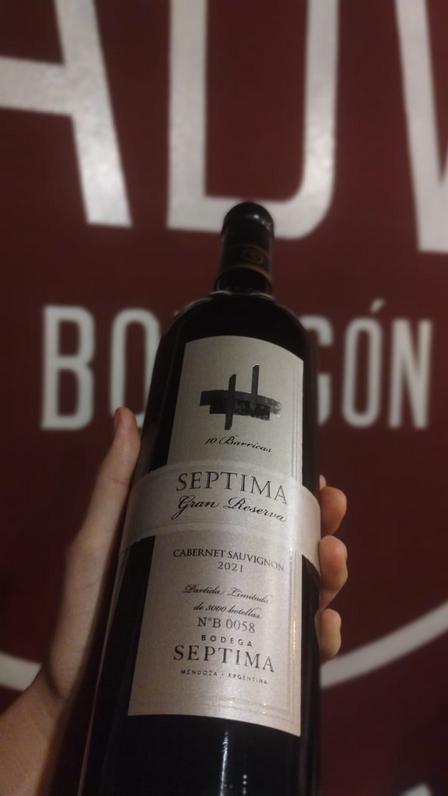 ADV
BO GÓN
10 Barricas
SEPTIMA
Gran Reserva
CABERNET SAUVIGNON
2021
Partida Limitada
de 3000 botellas
NºB 0058
BODEGA
SEPTIMA
MENDOZA - ARGENTINA